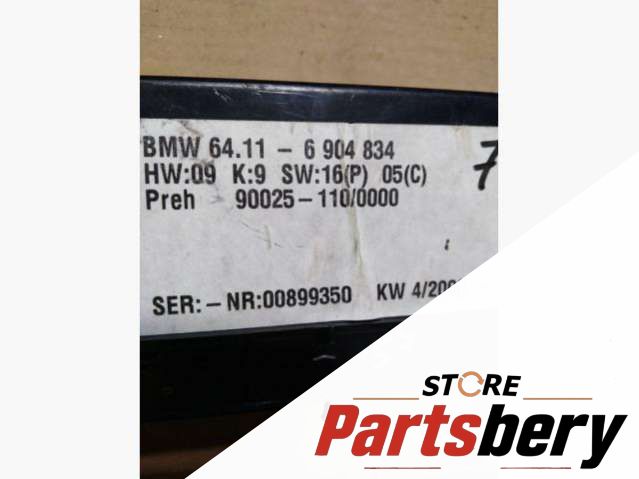 BMW 64.11 - 6 904 834
HW:09 K:9 SW:16(P) 05(C)
Preh 90025-110/0000
7
SER:-NR:00899350 KW
STORE
Partsbery